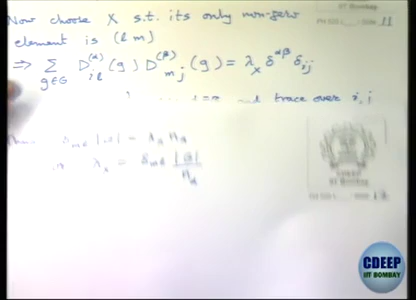 Now choose X s.t. its only non-zero
element is (l m)
⇒ Σ_{g∈G} D^{(α)}_{il}(g) D^{(β)}_{mj}(g) = λ_x δ^{αβ} δ_{ij}
and trace over i, j
δ_{ml} |G| = λ_x n_α
λ_x = δ_{ml} |G| / n_α
IIT Bombay
CDEEP
IIT BOMBAY